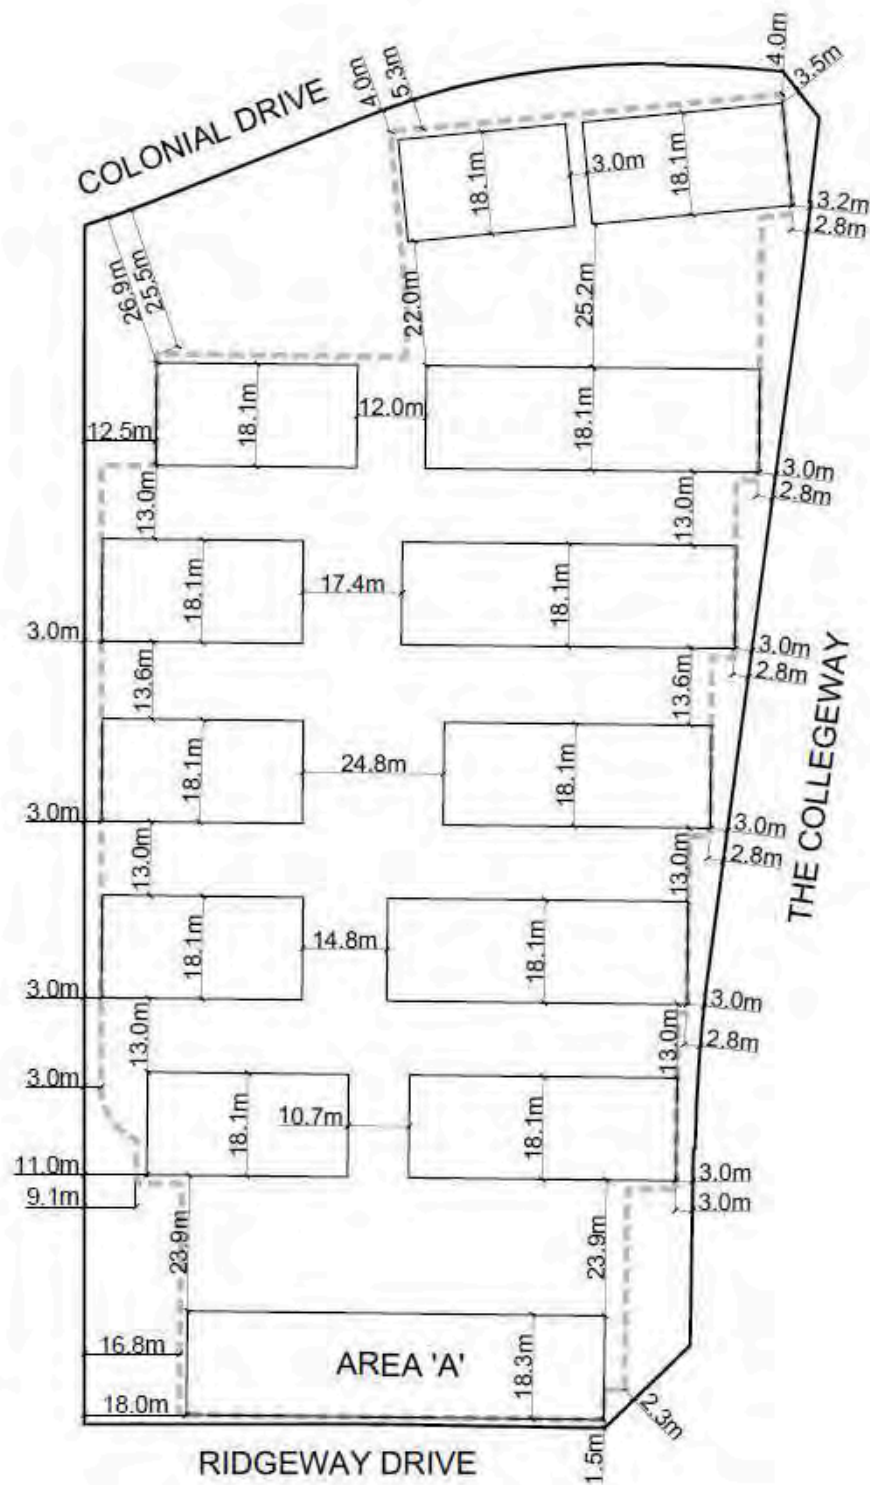 4.0m
3.5m
4.0m
5.3m
COLONIAL DRIVE
18.1m
3.0m
18.1m
3.2m
2.8m
26.9m
25.5m
22.0m
25.2m
12.5m
18.1m
12.0m
18.1m
3.0m
2.8m
13.0m
13.0m
18.1m
17.4m
18.1m
3.0m
3.0m
2.8m
13.6m
13.6m
THE COLLEGEWAY
18.1m
24.8m
18.1m
3.0m
3.0m
2.8m
13.0m
13.0m
18.1m
14.8m
18.1m
3.0m
3.0m
2.8m
13.0m
13.0m
3.0m
18.1m
10.7m
18.1m
11.0m
3.0m
9.1m
3.0m
23.9m
23.9m
16.8m
AREA 'A'
18.3m
18.0m
2.3m
1.5m
RIDGEWAY DRIVE